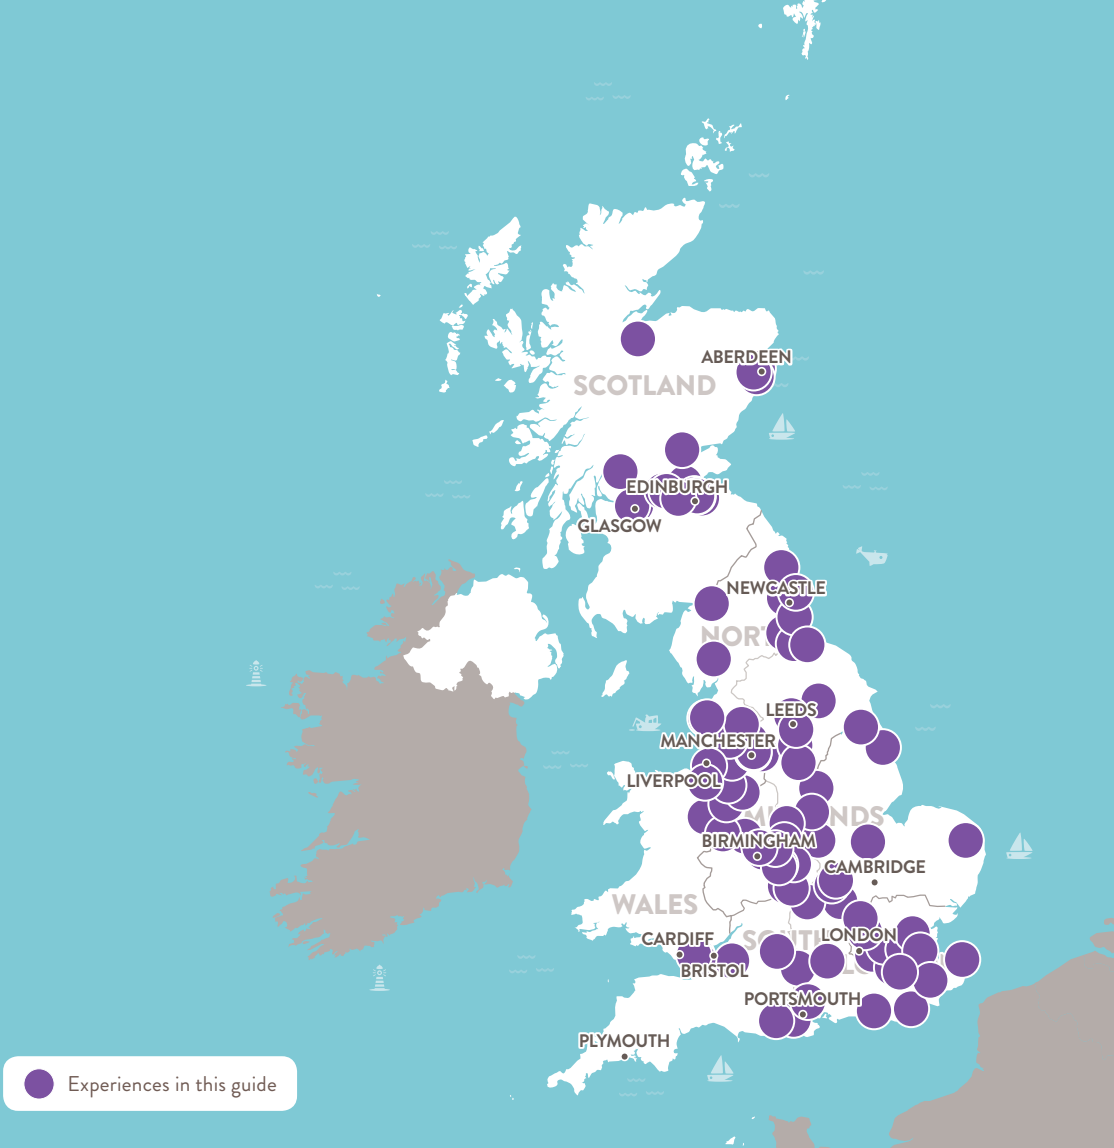 ABERDEEN
SCOTLAND
EDINBURGH
GLASGOW
NEWCASTLE
LEEDS
MANCHESTER
LIVERPOOL
BIRMINGHAM
CAMBRIDGE
WALES
CARDIFF
LONDON
BRISTOL
PORTSMOUTH
PLYMOUTH
Experiences in this guide